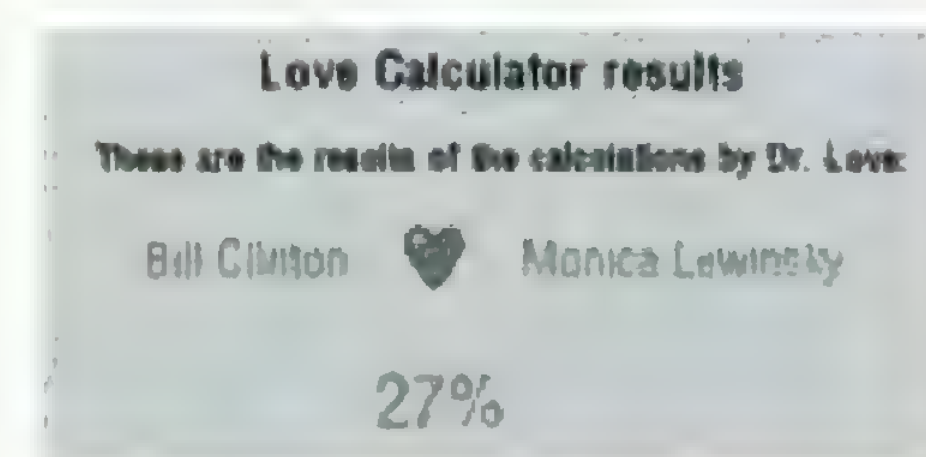 Love Calculator results
These are the results of the calculations by Dr. Love:
Bill Clinton Monica Lewinsky
27%